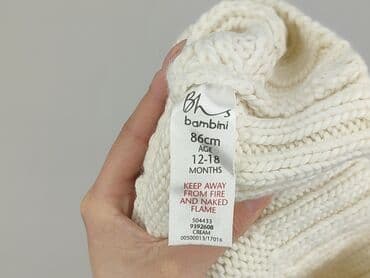 Bhs
bambini
86cm
AGE
12-18
MONTHS
KEEP AWAY
FROM FIRE
AND NAKED
FLAME
504433
9392608
CREAM
00500013/17016